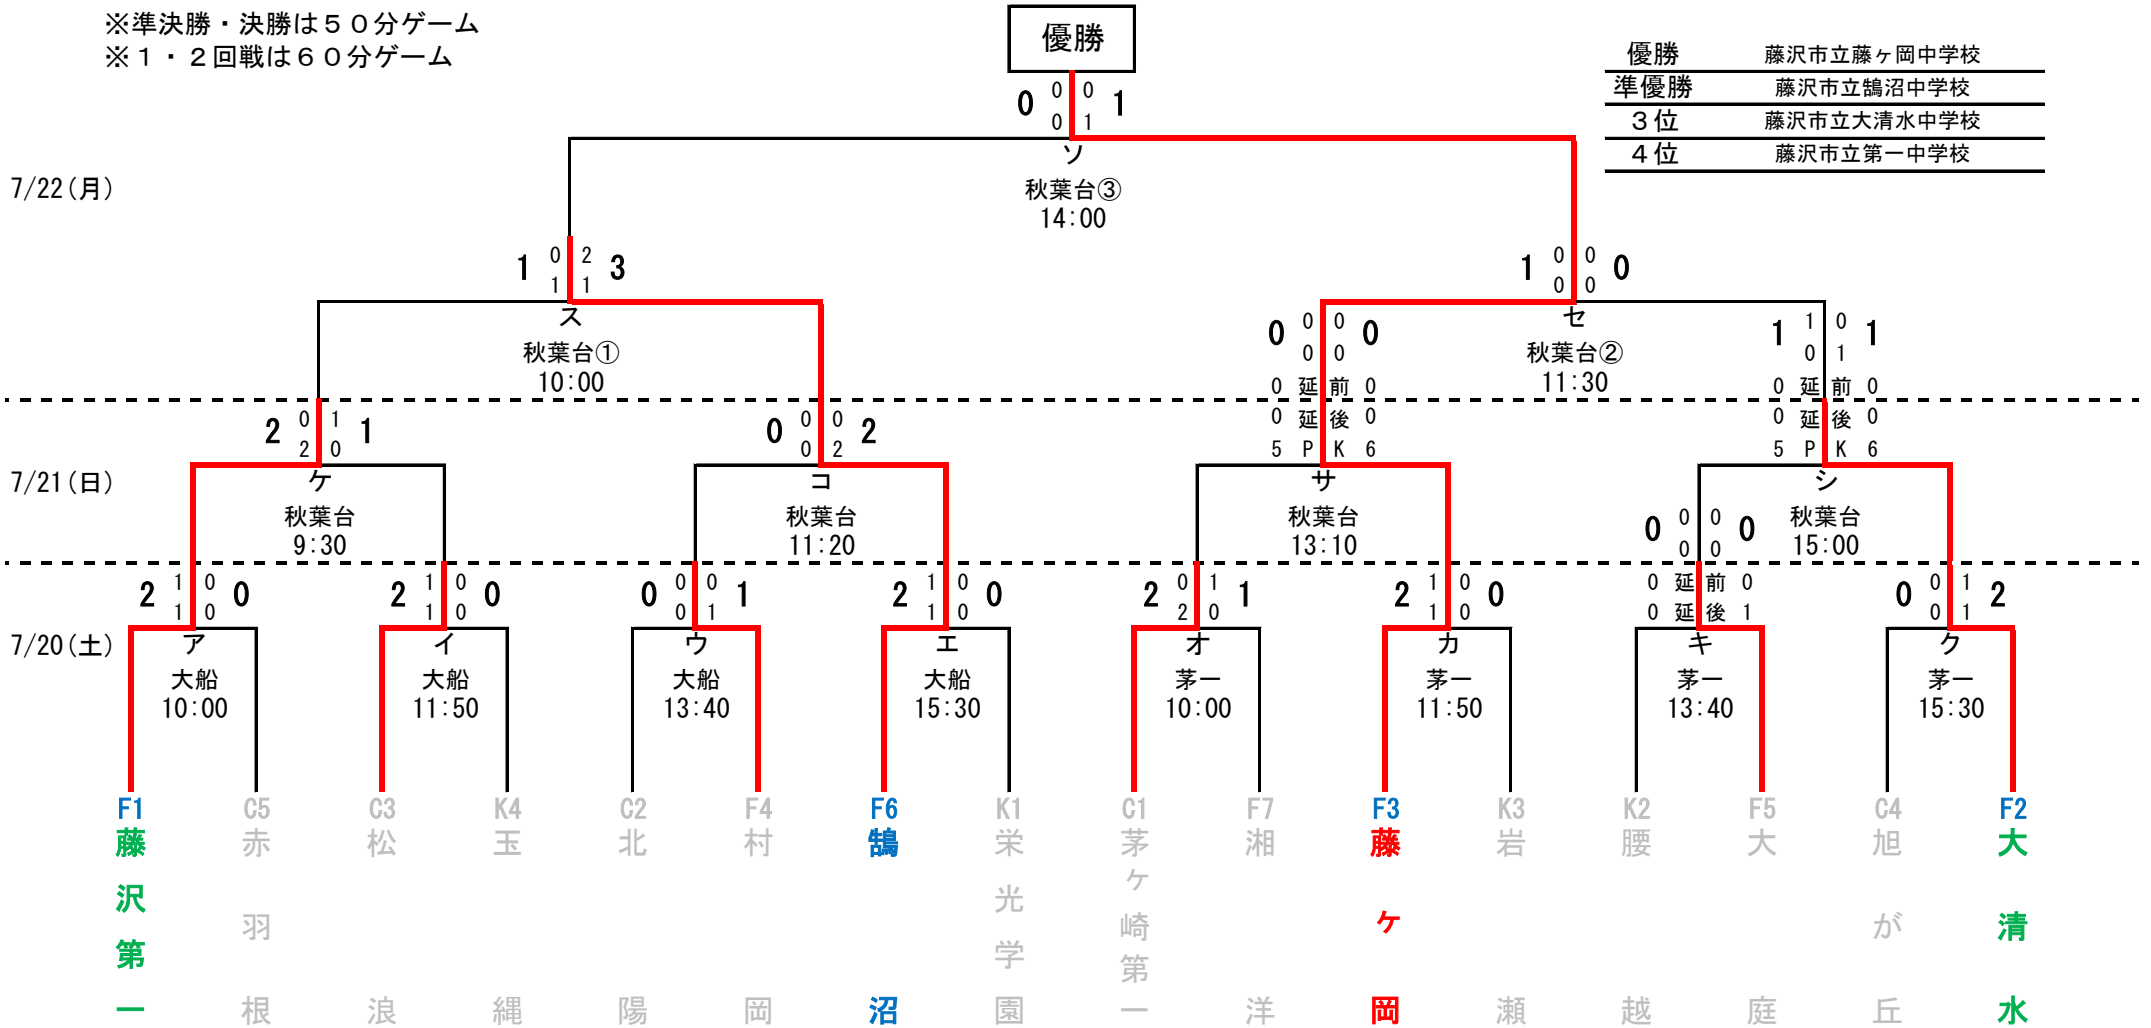 ※準決勝・決勝は５０分ゲーム
※１・２回戦は６０分ゲーム
優勝
優勝 藤沢市立藤ヶ岡中学校
準優勝 藤沢市立鵠沼中学校
３位 藤沢市立大清水中学校
４位 藤沢市立第一中学校
0 0 0 1
0 1
ソ
秋葉台③
14:00
7/22(月)
1 0 2 3
1 1
ス
秋葉台①
10:00
1 0 0 0
0 0
セ
秋葉台②
11:30
0 0 0 0
0 0
0 延 前 0
0 延 後 0
5 P K 6
1 1 0 1
0 1
0 延 前 0
0 延 後 0
5 P K 6
7/21(日)
2 0 1 1
2 0
ケ
秋葉台
9:30
0 0 0 2
0 2
コ
秋葉台
11:20
サ
秋葉台
13:10
シ
秋葉台
15:00
7/20(土)
2 1 0 0
1 0
ア
大船
10:00
2 1 0 0
1 0
イ
大船
11:50
0 0 0 1
0 1
ウ
大船
13:40
2 1 0 0
1 0
エ
大船
15:30
2 0 1 1
2 0
オ
茅一
10:00
2 1 0 0
1 0
カ
茅一
11:50
0 0 0 0
0 0
0 延 前 0
0 延 後 1
キ
茅一
13:40
0 0 1 2
0 1
ク
茅一
15:30
F1 C5 C3 K4 C2 F4 F6 K1 C1 F7 F3 K3 K2 F5 C4 F2
藤沢第一
赤羽根
松浪
玉縄
北陽
村岡
鵠沼
栄光学園
茅ヶ崎第一
湘洋
藤ヶ岡
岩瀬
腰越
大庭
旭が丘
大清水